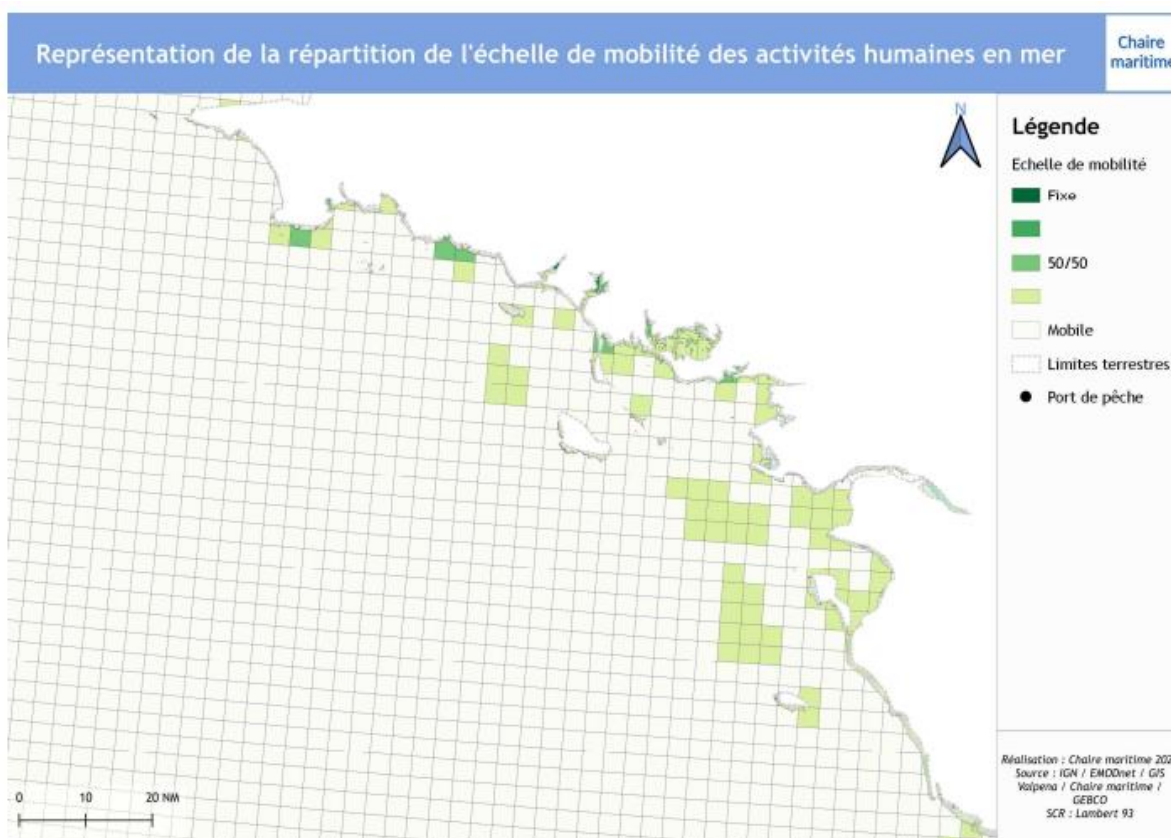 Représentation de la répartition de l'échelle de mobilité des activités humaines en mer
Chaire
maritime
N
Légende
Echelle de mobilité
Fixe
50/50
Mobile
Limites terrestres
Port de pêche
0 10 20 NM
Réalisation : Chaire maritime 202
Source : IGN / EMODnet / GIS
Valpena / Chaire maritime /
GEBCO
SCR : Lambert 93